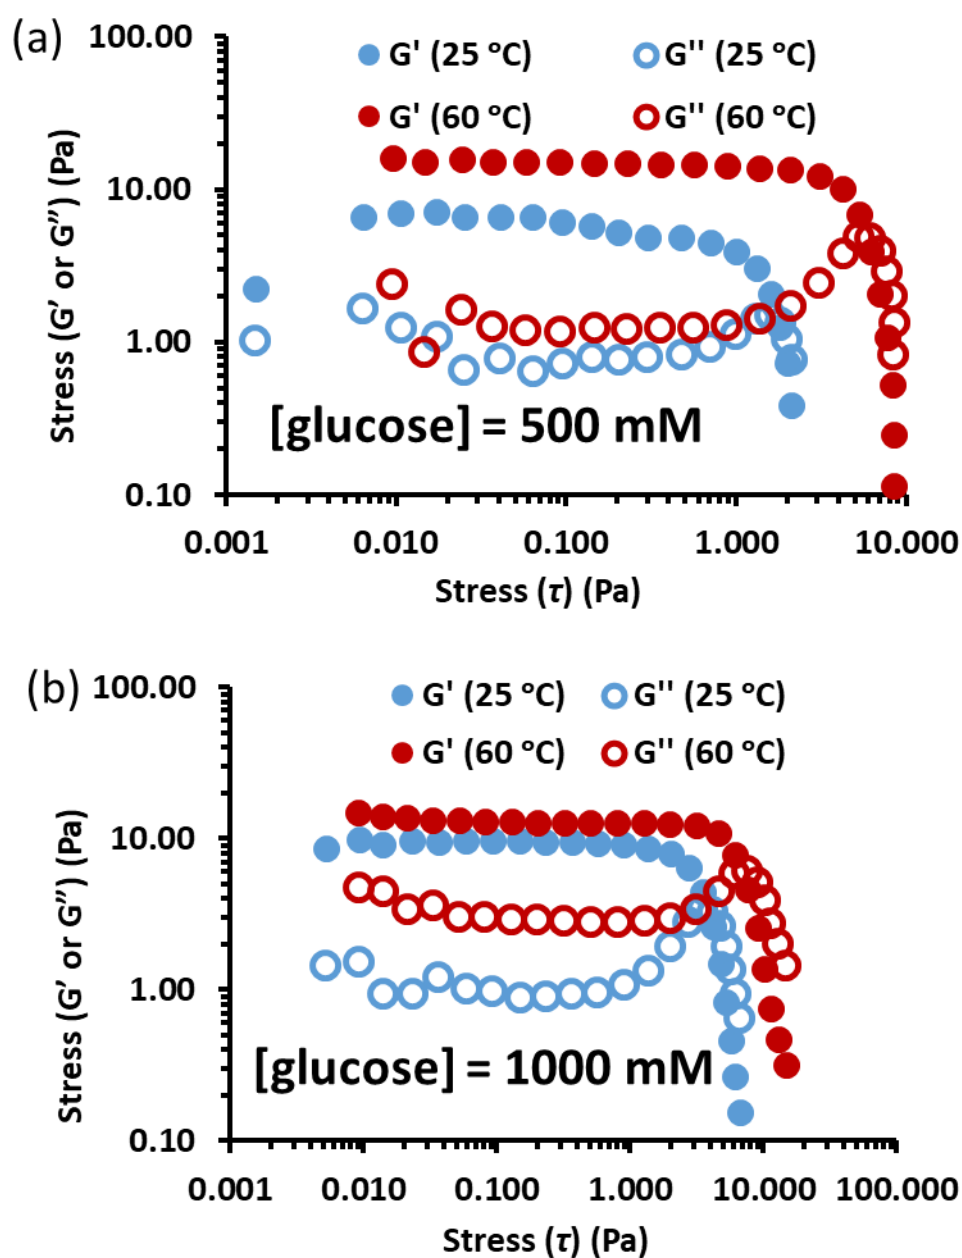 (a)
100.00
10.00
1.00
0.10
Stress (G’ or G”) (Pa)
G' (25 °C)
G'' (25 °C)
G' (60 °C)
G'' (60 °C)
[glucose] = 500 mM
0.001
0.010
0.100
1.000
10.000
Stress (τ) (Pa)
(b)
100.00
10.00
1.00
0.10
Stress (G’ or G”) (Pa)
G' (25 °C)
G'' (25 °C)
G' (60 °C)
G'' (60 °C)
[glucose] = 1000 mM
0.001
0.010
0.100
1.000
10.000
100.000
Stress (τ) (Pa)